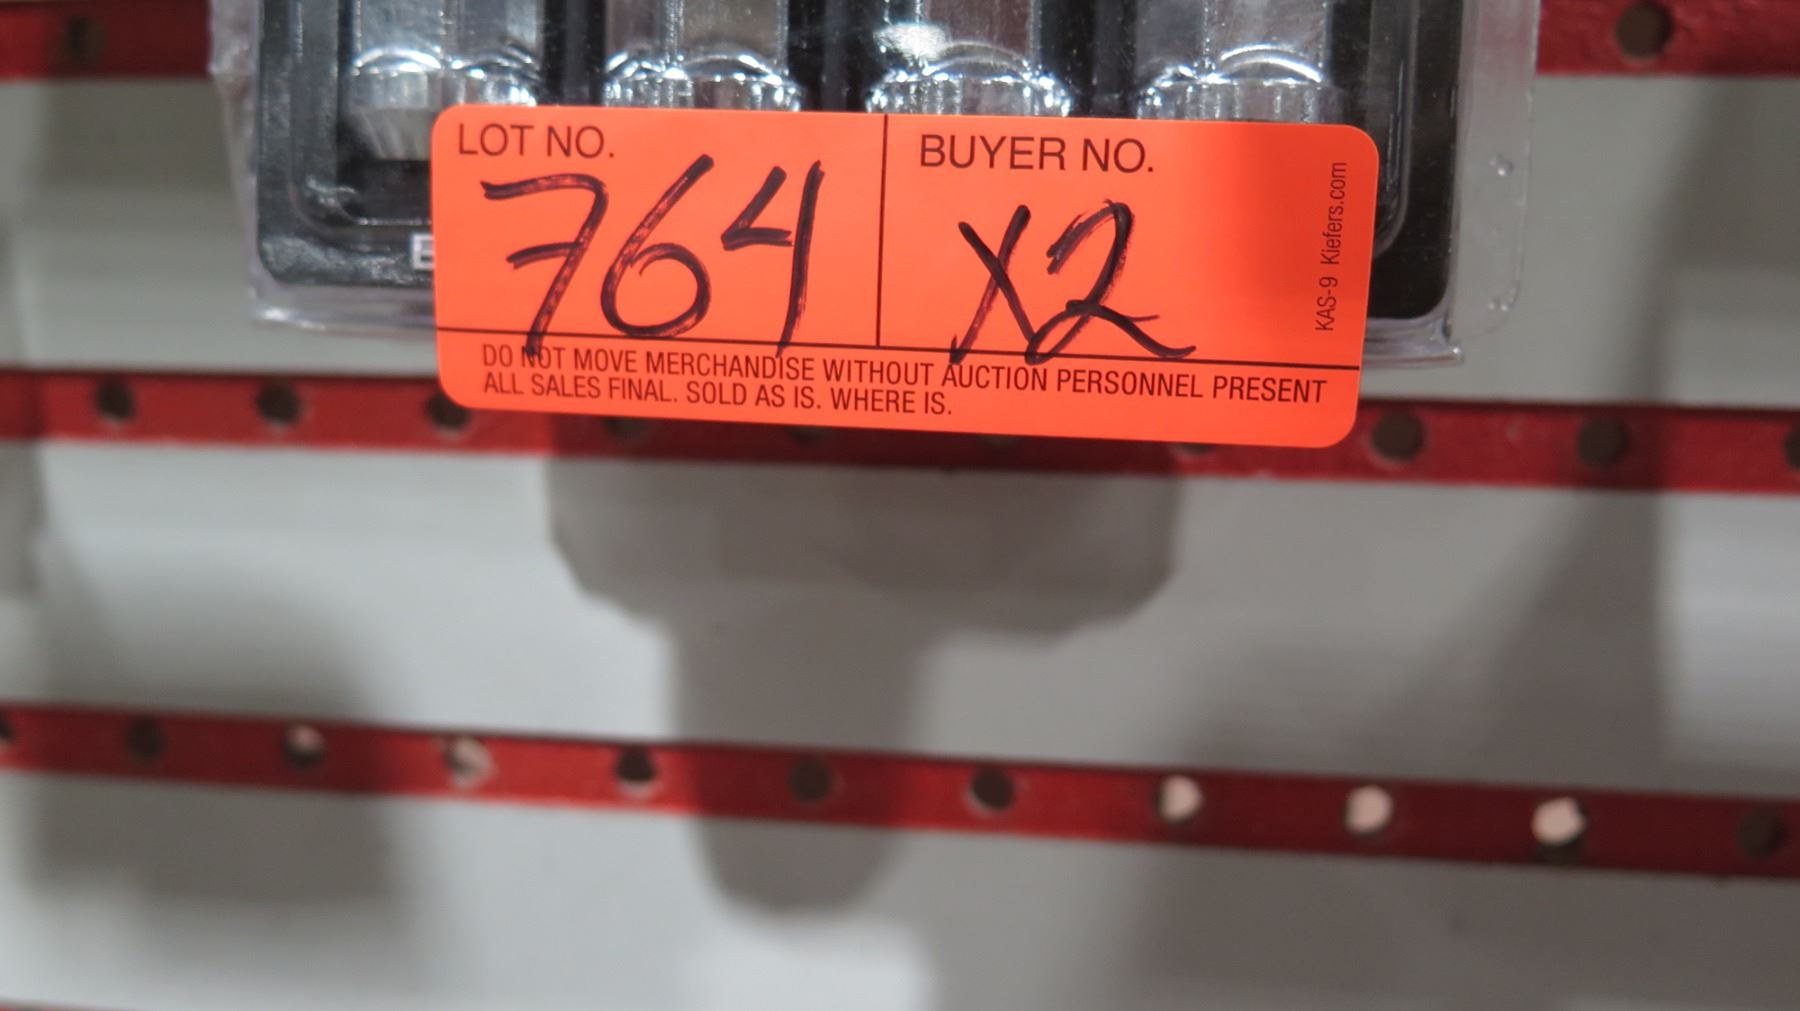 LOT NO.
764
BUYER NO.
X2
DO NOT MOVE MERCHANDISE WITHOUT AUCTION PERSONNEL PRESENT
ALL SALES FINAL. SOLD AS IS. WHERE IS.
KAS-9 Kiefers.com